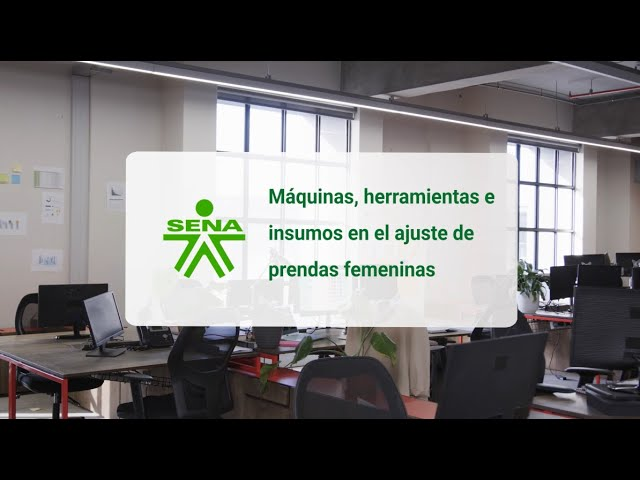 SENA
Máquinas, herramientas e
insumos en el ajuste de
prendas femeninas